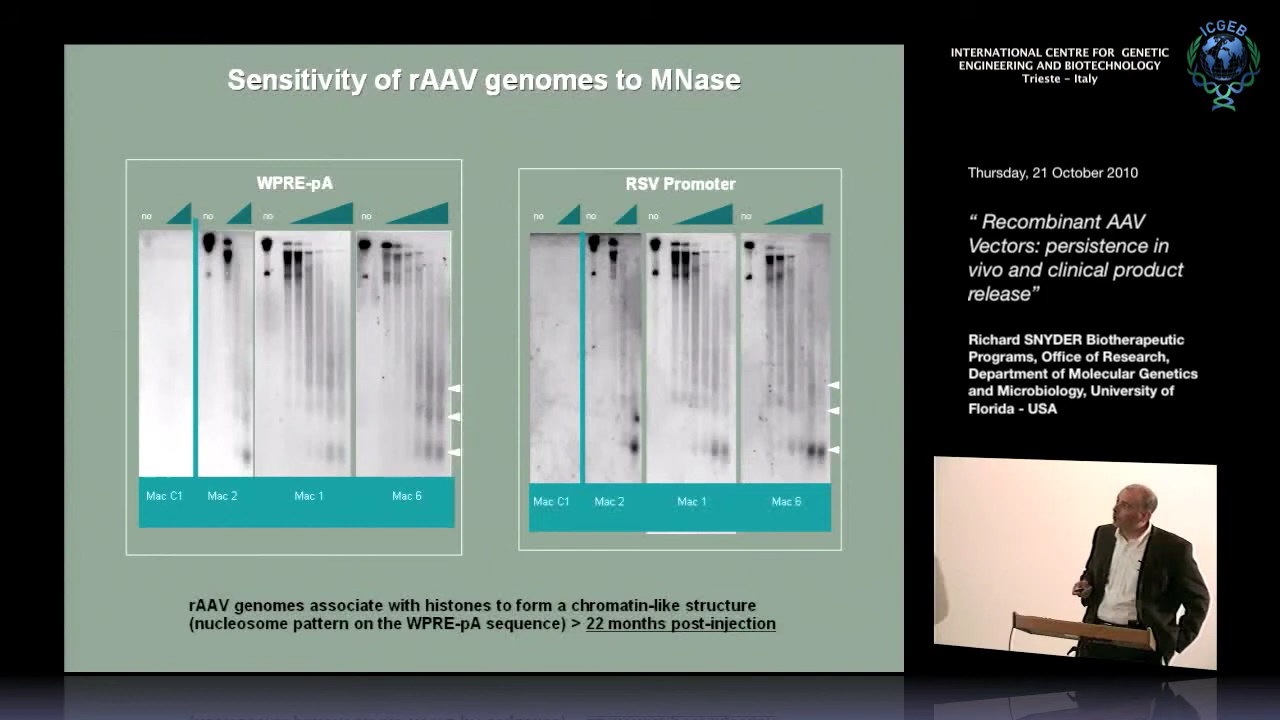 Sensitivity of rAAV genomes to MNase
WPRE-pA
no no no no
Mac C1 Mac 2 Mac 1 Mac 6
RSV Promoter
no no no no
Mac C1 Mac 2 Mac 1 Mac 6
rAAV genomes associate with histones to form a chromatin-like structure
(nucleosome pattern on the WPRE-pA sequence) > 22 months post-injection
INTERNATIONAL CENTRE FOR GENETIC
ENGINEERING AND BIOTECHNOLOGY
Trieste – Italy
ICGEB
Thursday, 21 October 2010
“ Recombinant AAV
Vectors: persistence in
vivo and clinical product
release”
Richard SNYDER Biotherapeutic
Programs, Office of Research,
Department of Molecular Genetics
and Microbiology, University of
Florida - USA